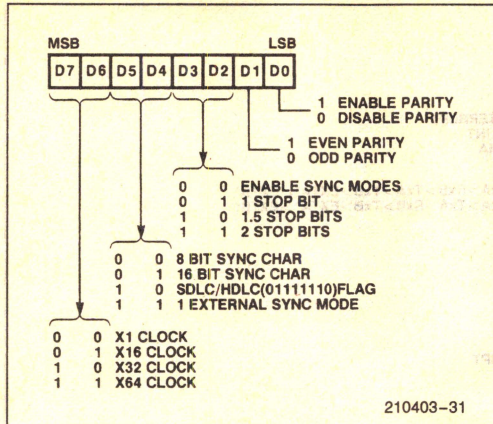 MSB LSB
D7 D6 D5 D4 D3 D2 D1 D0
1 ENABLE PARITY
0 DISABLE PARITY
1 EVEN PARITY
0 ODD PARITY
0 0 ENABLE SYNC MODES
0 1 1 STOP BIT
1 0 1.5 STOP BITS
1 1 2 STOP BITS
0 0 8 BIT SYNC CHAR
0 1 16 BIT SYNC CHAR
1 0 SDLC/HDLC(01111110)FLAG
1 1 1 EXTERNAL SYNC MODE
0 0 X1 CLOCK
0 1 X16 CLOCK
1 0 X32 CLOCK
1 1 X64 CLOCK
210403-31